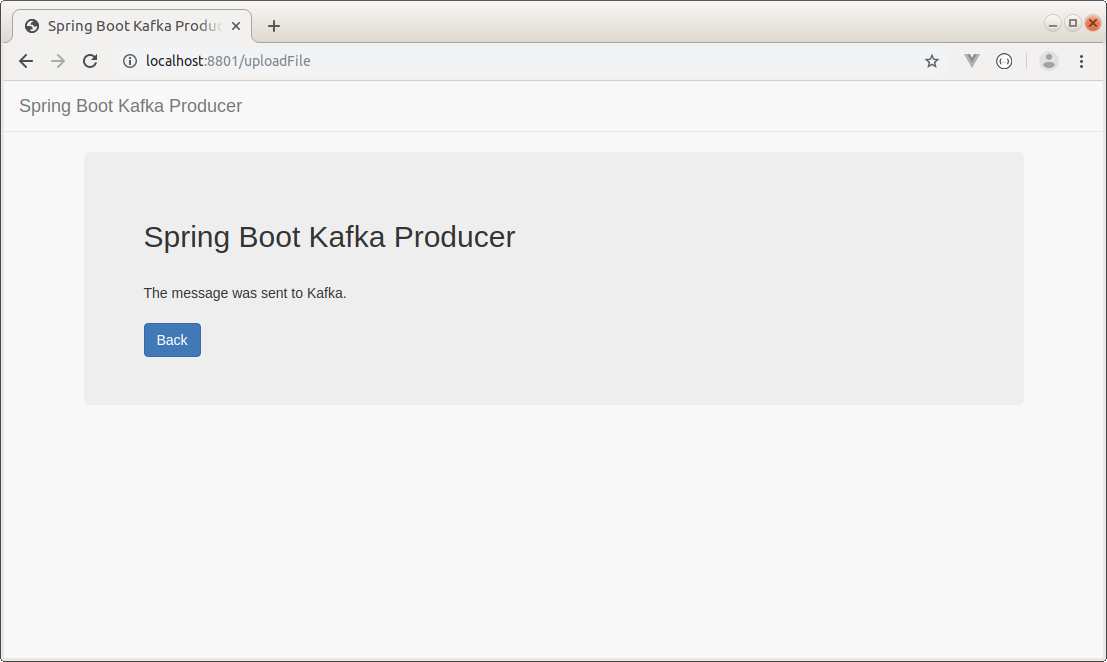 Spring Boot Kafka Produc
localhost:8801/uploadFile
Spring Boot Kafka Producer
Spring Boot Kafka Producer
The message was sent to Kafka.
Back